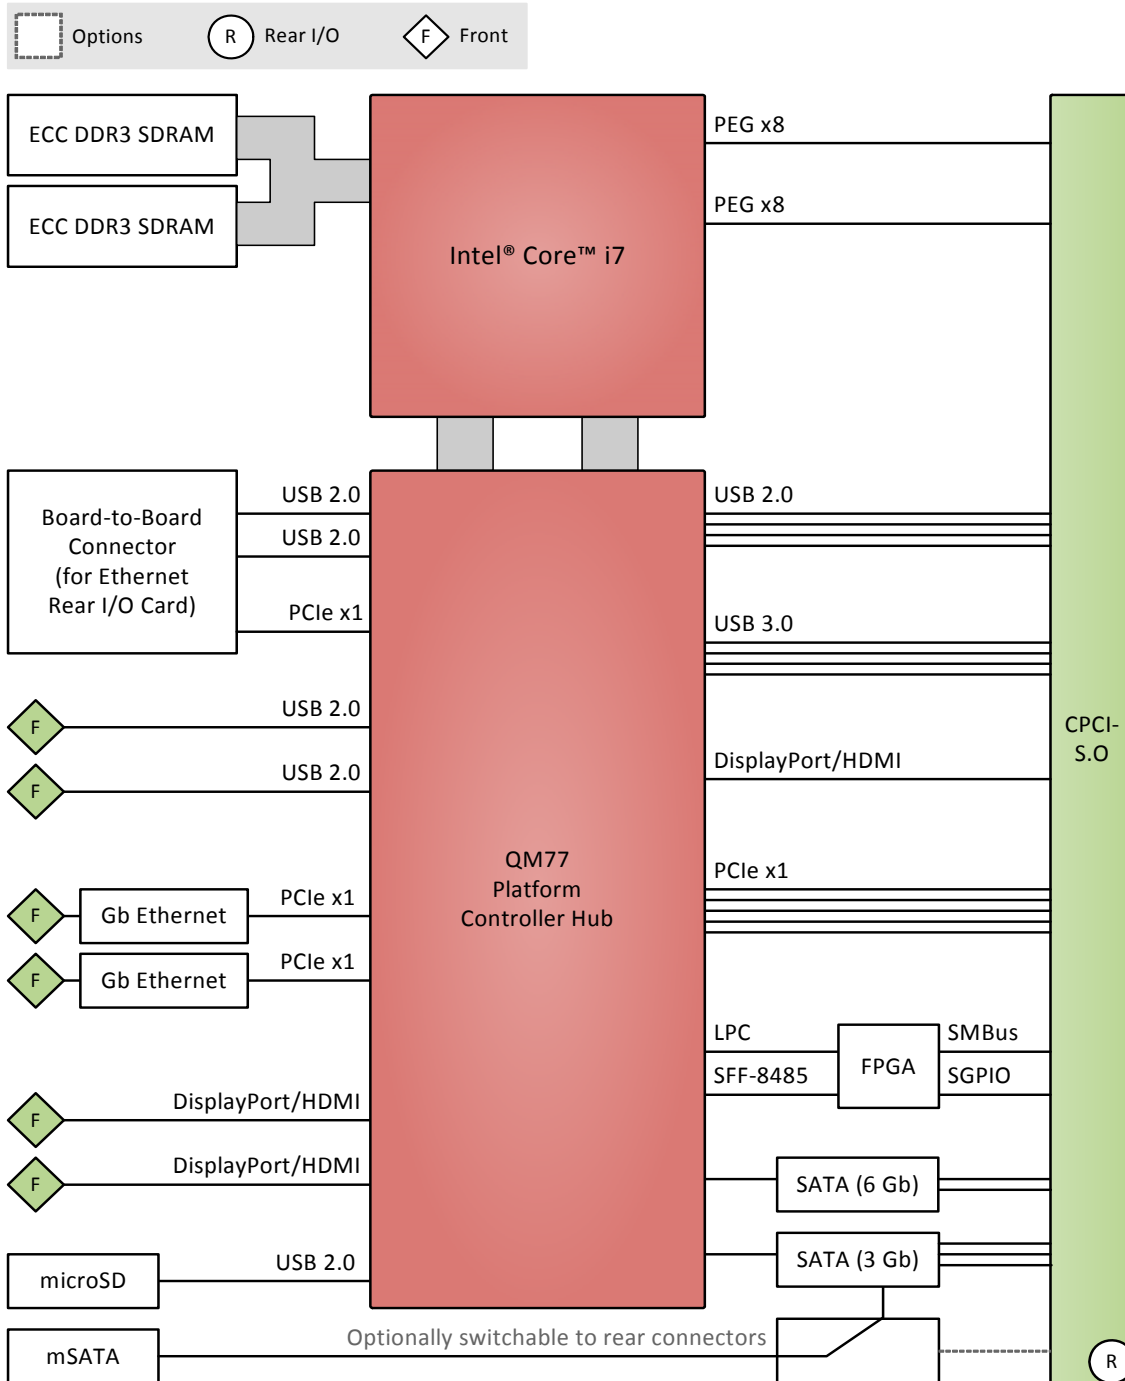 Options
R
Rear I/O
F
Front
ECC DDR3 SDRAM
ECC DDR3 SDRAM
Intel® Core™ i7
PEG x8
PEG x8
Board-to-Board
Connector
(for Ethernet
Rear I/O Card)
USB 2.0
USB 2.0
PCIe x1
F
USB 2.0
F
USB 2.0
F
Gb Ethernet
PCIe x1
F
Gb Ethernet
PCIe x1
F
DisplayPort/HDMI
F
DisplayPort/HDMI
microSD
USB 2.0
mSATA
Optionally switchable to rear connectors
QM77
Platform
Controller Hub
USB 2.0
USB 3.0
DisplayPort/HDMI
PCIe x1
LPC
SFF-8485
FPGA
SMBus
SGPIO
SATA (6 Gb)
SATA (3 Gb)
CPCI-
S.O
R